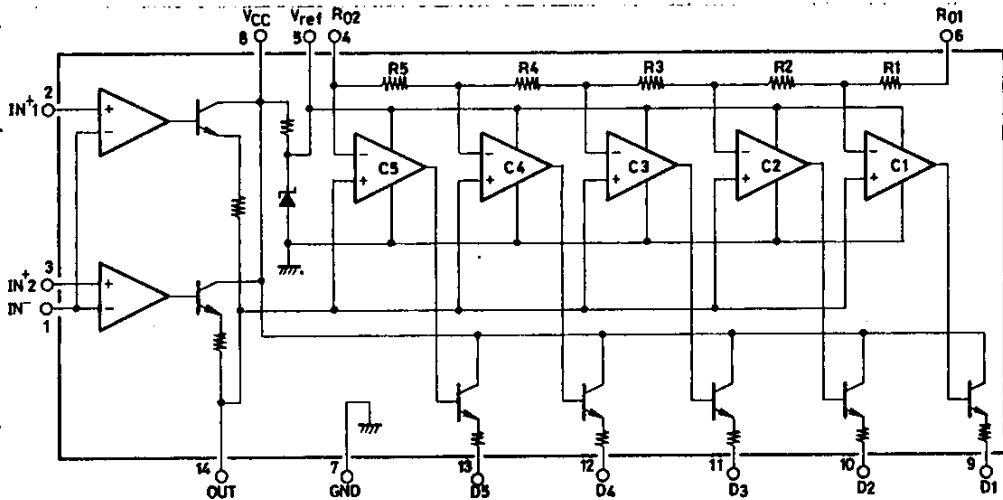 VCC Vref RO2 RO1
8 5 4 6
R5 R4 R3 R2 R1
2
IN+1
+
−
− − − − −
C5 C4 C3 C2 C1
+ + + + +
3
IN+2
+
IN−
−
1
14 7 13 12 11 10 9
OUT GND D5 D4 D3 D2 D1